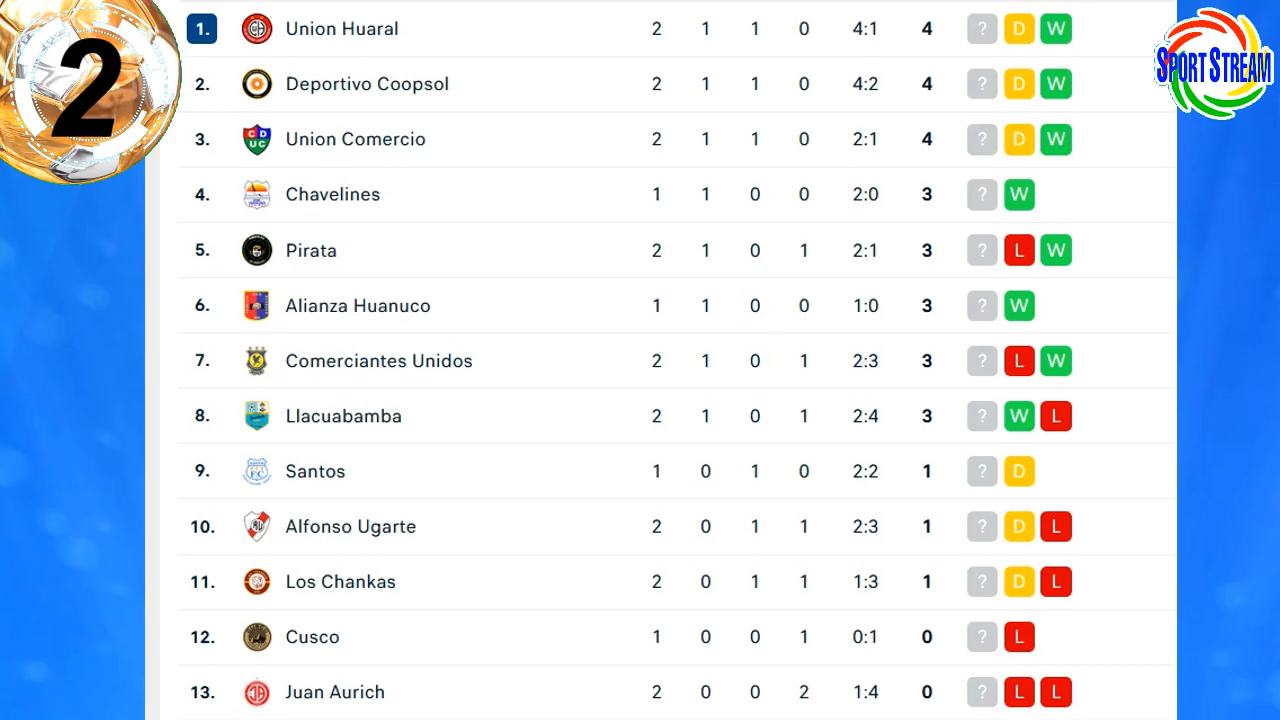 2
SPORT STREAM
1. Union Huaral 2 1 1 0 4:1 4 ? D W
2. Deportivo Coopsol 2 1 1 0 4:2 4 ? D W
3. Union Comercio 2 1 1 0 2:1 4 ? D W
4. Chavelines 1 1 0 0 2:0 3 ? W
5. Pirata 2 1 0 1 2:1 3 ? L W
6. Alianza Huanuco 1 1 0 0 1:0 3 ? W
7. Comerciantes Unidos 2 1 0 1 2:3 3 ? L W
8. Llacuabamba 2 1 0 1 2:4 3 ? W L
9. Santos 1 0 1 0 2:2 1 ? D
10. Alfonso Ugarte 2 0 1 1 2:3 1 ? D L
11. Los Chankas 2 0 1 1 1:3 1 ? D L
12. Cusco 1 0 0 1 0:1 0 ? L
13. Juan Aurich 2 0 0 2 1:4 0 ? L L